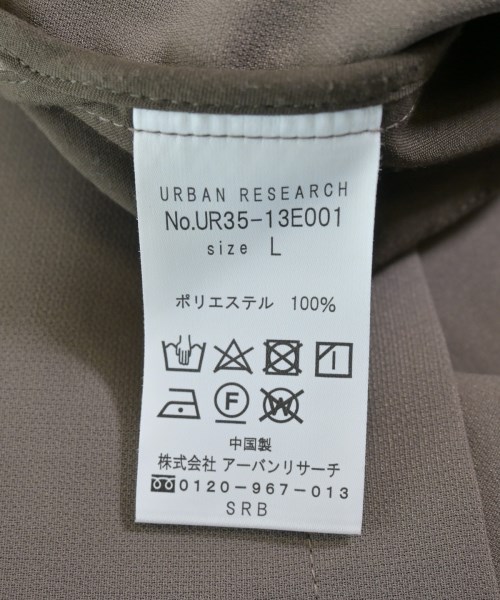 URBAN RESEARCH
No.UR35-13E001
size L
ポリエステル 100%
F W
中国製
株式会社 アーバンリサーチ
0120-967-013
SRB